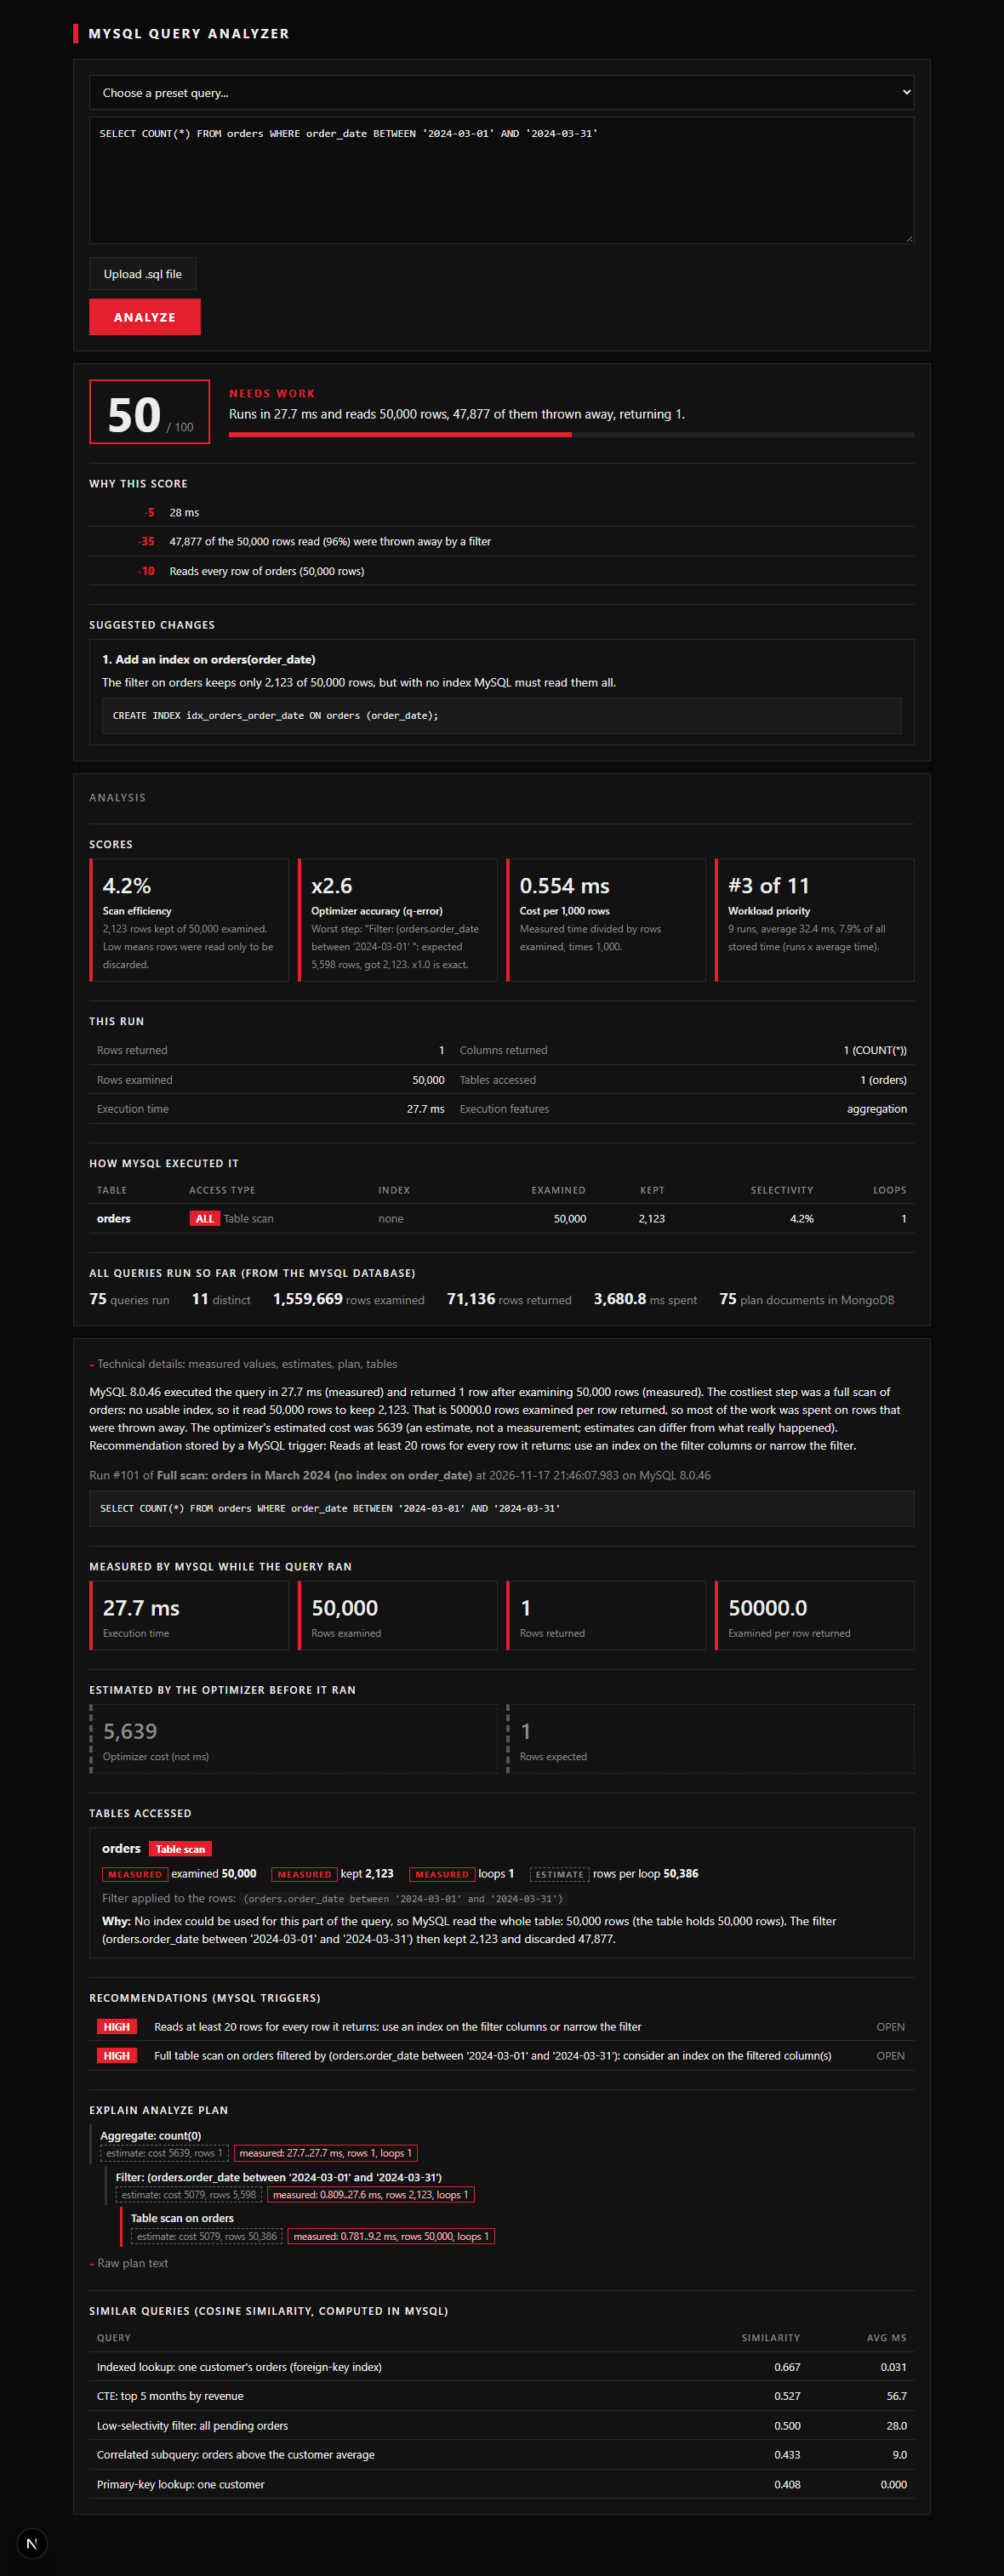 MYSQL QUERY ANALYZER
Choose a preset query...
SELECT COUNT(*) FROM orders WHERE order_date BETWEEN '2024-03-01' AND '2024-03-31'
Upload .sql file
ANALYZE
50 / 100
NEEDS WORK
Runs in 27.7 ms and reads 50,000 rows, 47,877 of them thrown away, returning 1.
WHY THIS SCORE
-5 28 ms
-35 47,877 of the 50,000 rows read (96%) were thrown away by a filter
-10 Reads every row of orders (50,000 rows)
SUGGESTED CHANGES
1. Add an index on orders(order_date)
The filter on orders keeps only 2,123 of 50,000 rows, but with no index MySQL must read them all.
CREATE INDEX idx_orders_order_date ON orders (order_date);
ANALYSIS
SCORES
4.2%
Scan efficiency
2,123 rows kept of 50,000 examined.
Low means rows were read only to be
discarded.
x2.6
Optimizer accuracy (q-error)
Worst step: "Filter: (orders.order_date
between '2024-03-01' ": expected
5,598 rows, got 2,123. x1.0 is exact.
0.554 ms
Cost per 1,000 rows
Measured time divided by rows
examined, times 1,000.
#3 of 11
Workload priority
9 runs, average 32.4 ms, 7.9% of all
stored time (runs x average time).
THIS RUN
Rows returned 1 Columns returned 1 (COUNT(*))
Rows examined 50,000 Tables accessed 1 (orders)
Execution time 27.7 ms Execution features aggregation
HOW MYSQL EXECUTED IT
TABLE ACCESS TYPE INDEX EXAMINED KEPT SELECTIVITY LOOPS
orders ALL Table scan none 50,000 2,123 4.2% 1
ALL QUERIES RUN SO FAR (FROM THE MYSQL DATABASE)
75 queries run 11 distinct 1,559,669 rows examined 71,136 rows returned 3,680.8 ms spent 75 plan documents in MongoDB
- Technical details: measured values, estimates, plan, tables
MySQL 8.0.46 executed the query in 27.7 ms (measured) and returned 1 row after examining 50,000 rows (measured). The costliest step was a full scan of
orders: no usable index, so it read 50,000 rows to keep 2,123. That is 50000.0 rows examined per row returned, so most of the work was spent on rows that
were thrown away. The optimizer's estimated cost was 5639 (an estimate, not a measurement; estimates can differ from what really happened).
Recommendation stored by a MySQL trigger: Reads at least 20 rows for every row it returns: use an index on the filter columns or narrow the filter.
Run #101 of Full scan: orders in March 2024 (no index on order_date) at 2026-11-17 21:46:07.983 on MySQL 8.0.46
SELECT COUNT(*) FROM orders WHERE order_date BETWEEN '2024-03-01' AND '2024-03-31'
MEASURED BY MYSQL WHILE THE QUERY RAN
27.7 ms
Execution time
50,000
Rows examined
1
Rows returned
50000.0
Examined per row returned
ESTIMATED BY THE OPTIMIZER BEFORE IT RAN
5,639
Optimizer cost (not ms)
1
Rows expected
TABLES ACCESSED
orders Table scan
MEASURED examined 50,000 MEASURED kept 2,123 MEASURED loops 1 ESTIMATE rows per loop 50,386
Filter applied to the rows: (orders.order_date between '2024-03-01' and '2024-03-31')
Why: No index could be used for this part of the query, so MySQL read the whole table: 50,000 rows (the table holds 50,000 rows). The filter
(orders.order_date between '2024-03-01' and '2024-03-31') then kept 2,123 and discarded 47,877.
RECOMMENDATIONS (MYSQL TRIGGERS)
HIGH Reads at least 20 rows for every row it returns: use an index on the filter columns or narrow the filter OPEN
HIGH Full table scan on orders filtered by (orders.order_date between '2024-03-01' and '2024-03-31'): consider an index on the filtered column(s) OPEN
EXPLAIN ANALYZE PLAN
Aggregate: count(0)
estimate: cost 5639, rows 1 measured: 27.7..27.7 ms, rows 1, loops 1
Filter: (orders.order_date between '2024-03-01' and '2024-03-31')
estimate: cost 5079, rows 5,598 measured: 0.809..27.6 ms, rows 2,123, loops 1
Table scan on orders
estimate: cost 5079, rows 50,386 measured: 0.781..9.2 ms, rows 50,000, loops 1
- Raw plan text
SIMILAR QUERIES (COSINE SIMILARITY, COMPUTED IN MYSQL)
QUERY SIMILARITY AVG MS
Indexed lookup: one customer's orders (foreign-key index) 0.667 0.031
CTE: top 5 months by revenue 0.527 56.7
Low-selectivity filter: all pending orders 0.500 28.0
Correlated subquery: orders above the customer average 0.433 9.0
Primary-key lookup: one customer 0.408 0.000
N